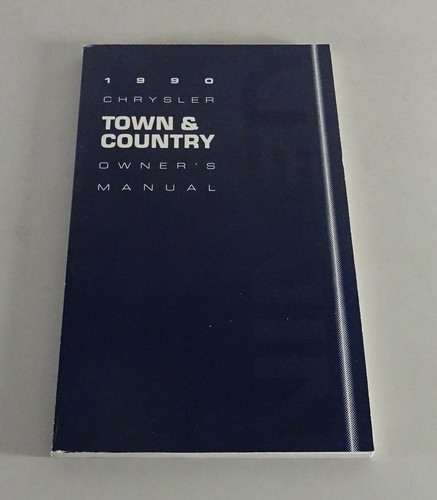 1990
CHRYSLER
TOWN &
COUNTRY
OWNER'S
MANUAL